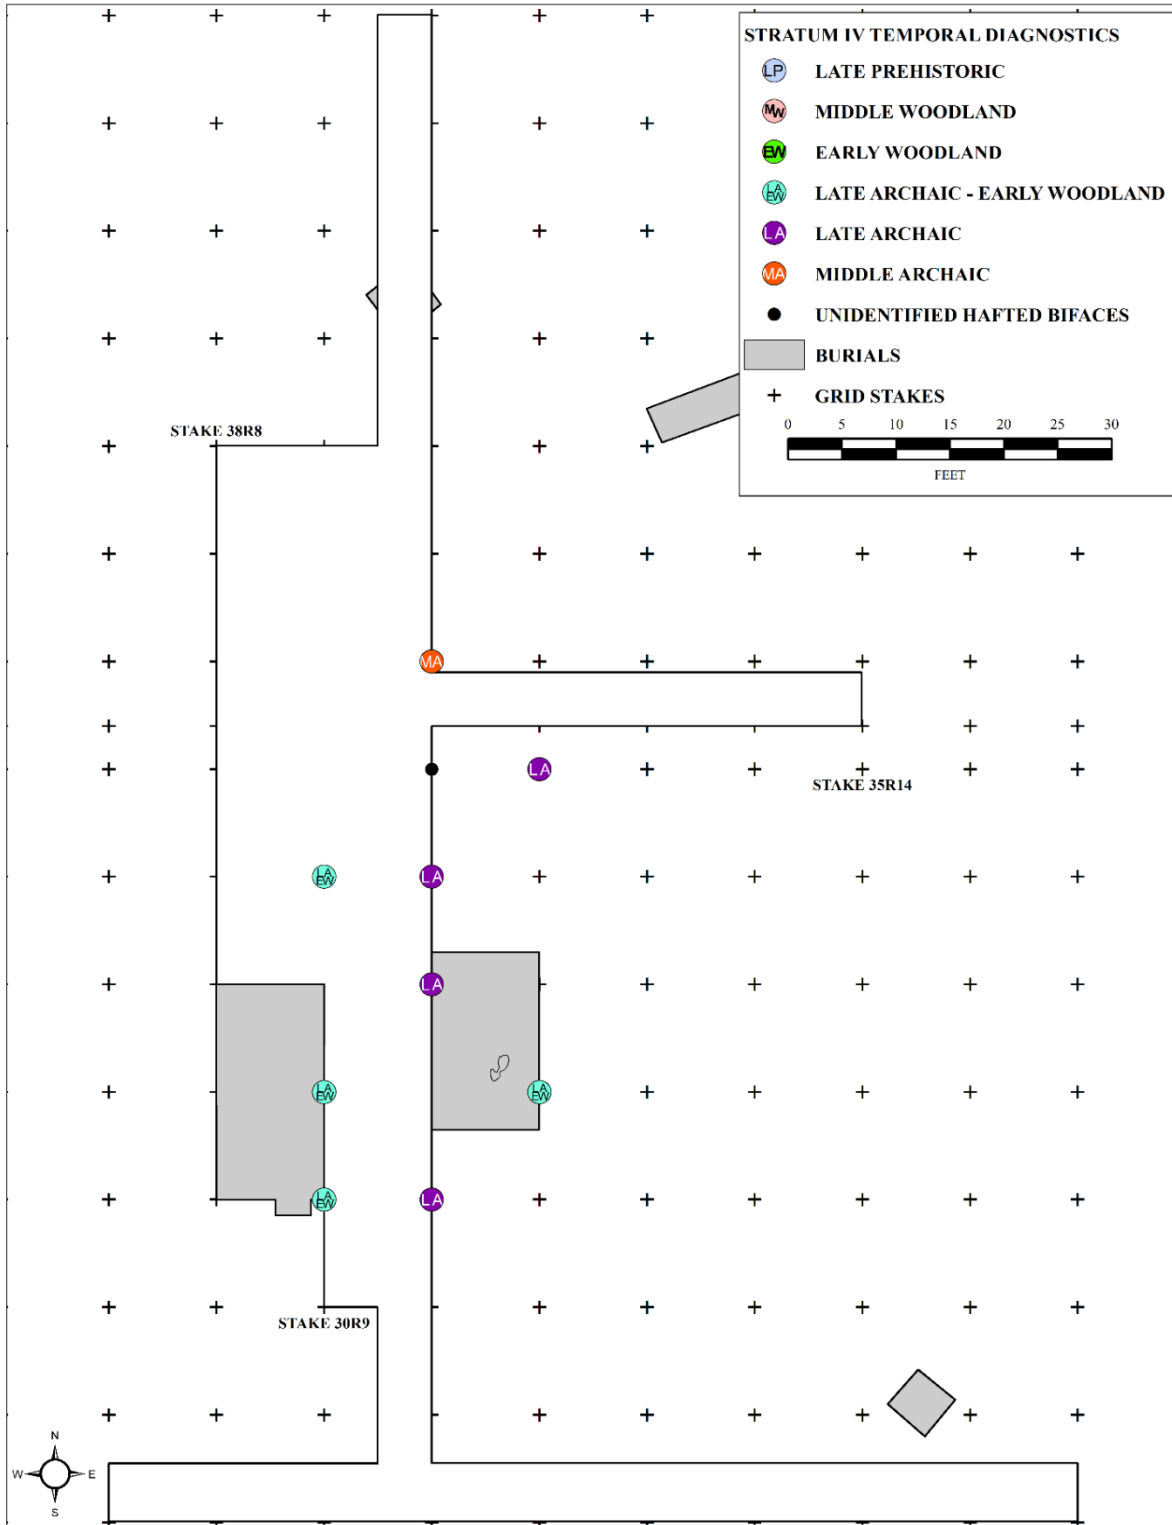 STRATUM IV TEMPORAL DIAGNOSTICS
LP LATE PREHISTORIC
MW MIDDLE WOODLAND
EW EARLY WOODLAND
LA EW LATE ARCHAIC - EARLY WOODLAND
LA LATE ARCHAIC
MA MIDDLE ARCHAIC
UNIDENTIFIED HAFTED BIFACES
BURIALS
GRID STAKES
0 5 10 15 20 25 30
FEET
STAKE 38R8
MA
LA
STAKE 35R14
LA EW
LA
LA
LA EW
LA EW
LA EW
LA
STAKE 30R9
N
W E
S